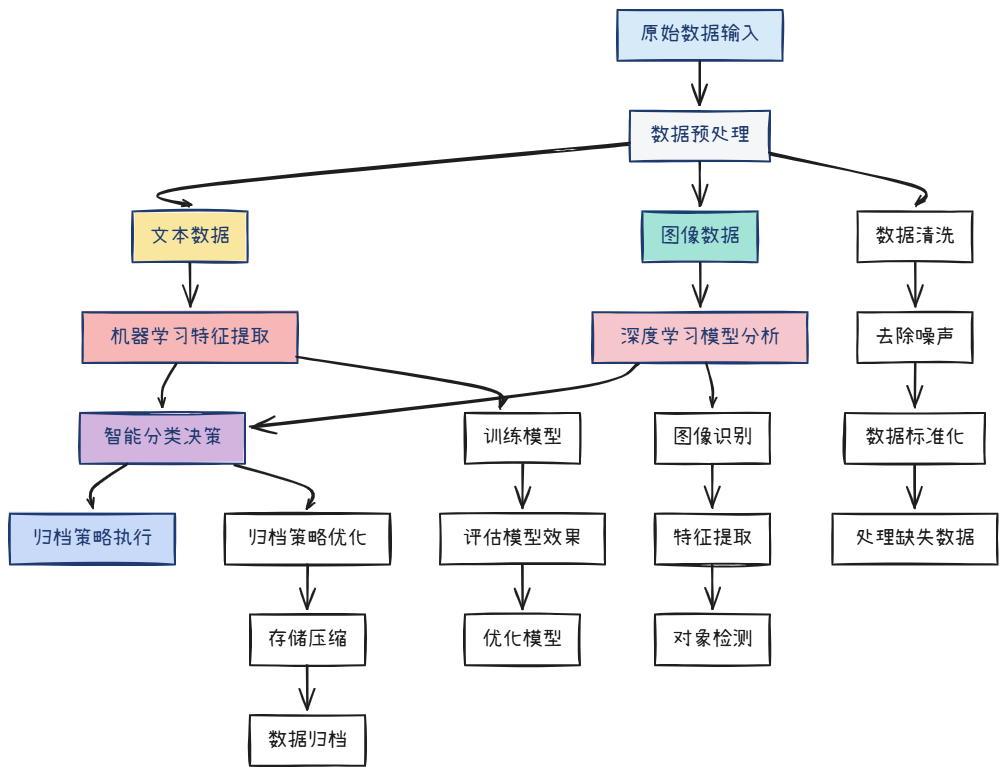 原始数据输入
数据预处理
文本数据
图像数据
数据清洗
机器学习特征提取
深度学习模型分析
去除噪声
智能分类决策
训练模型
图像识别
数据标准化
归档策略执行
归档策略优化
评估模型效果
特征提取
处理缺失数据
存储压缩
优化模型
对象检测
数据归档